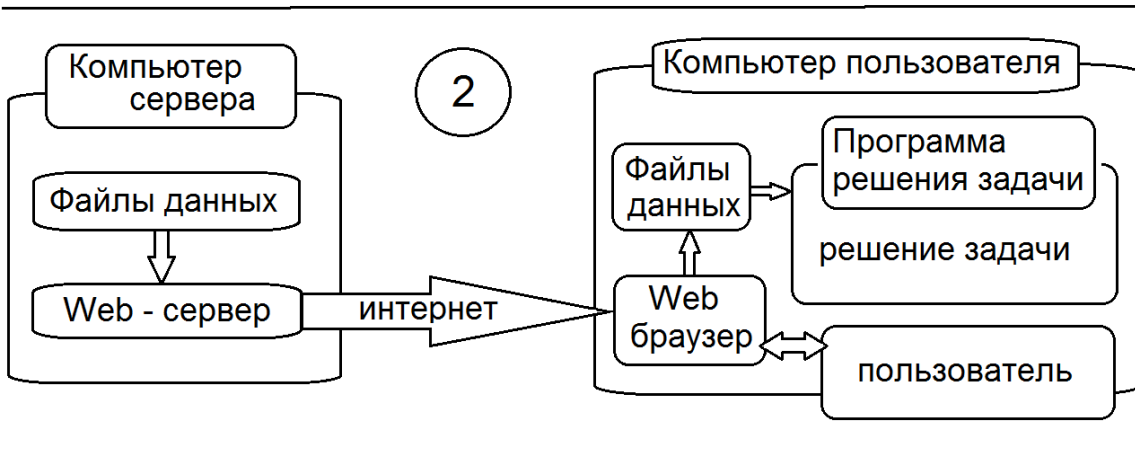 Компьютер
сервера
2
Компьютер пользователя
Файлы данных
Web - сервер
интернет
Файлы
данных
Программа
решения задачи
решение задачи
Web
браузер
пользователь